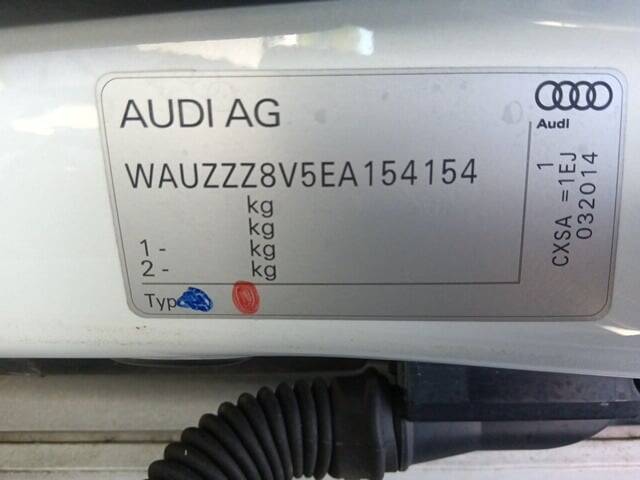 AUDI AG
Audi
WAUZZZ8V5EA154154
kg
kg
1 - kg
2 - kg
Typ
CXSA =1EJ 1
032014